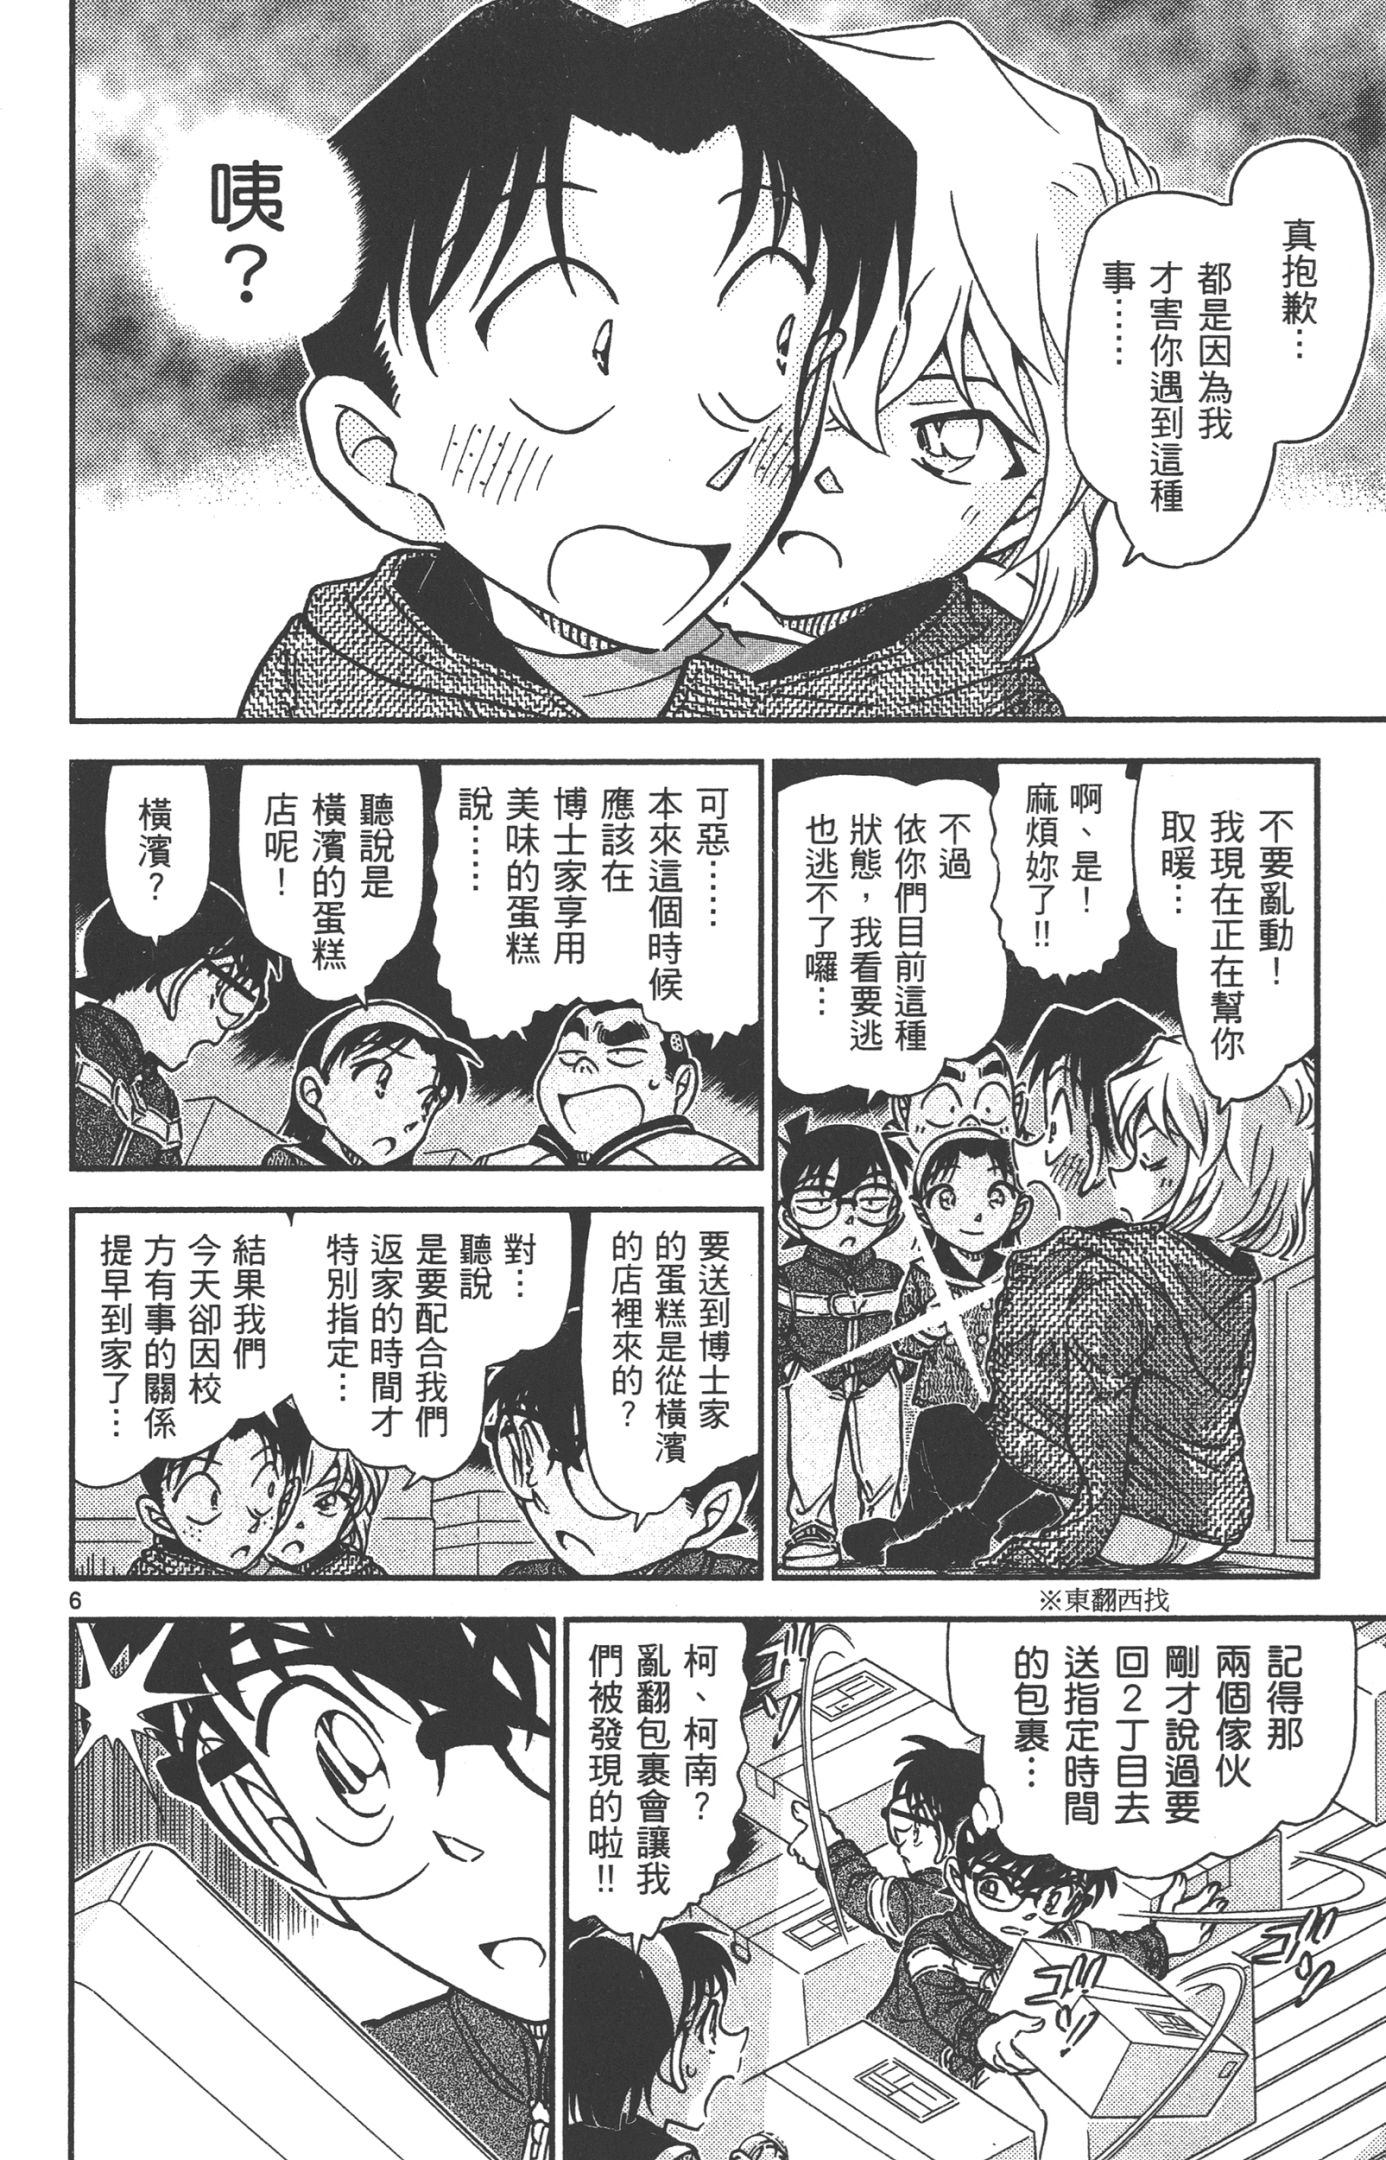 真抱歉…
都是因為我
才害你遇到這種
事……
咦？
不要亂動！
我現在正在幫你
取暖…
啊、是！
麻煩妳了!!
不過
依你們目前這種
狀態，我看要逃
也逃不了囉…
可惡……
本來這個時候
應該在
博士家享用
美味的蛋糕
說……
聽說是
橫濱的蛋糕
店呢！
橫濱？
要送到博士家
的蛋糕是從橫濱
的店裡來的？
對…
聽說
是要配合我們
返家的時間才
特別指定…
結果我們
今天卻因校
方有事的關係
提早到家了…
6
※東翻西找
記得那
兩個傢伙
剛才說過要
回2丁目去
送指定時間
的包裹…
ゴソ
ゴソ
ゴソ
ゴソ
柯、柯南？
亂翻包裹會讓我
們被發現的啦!!